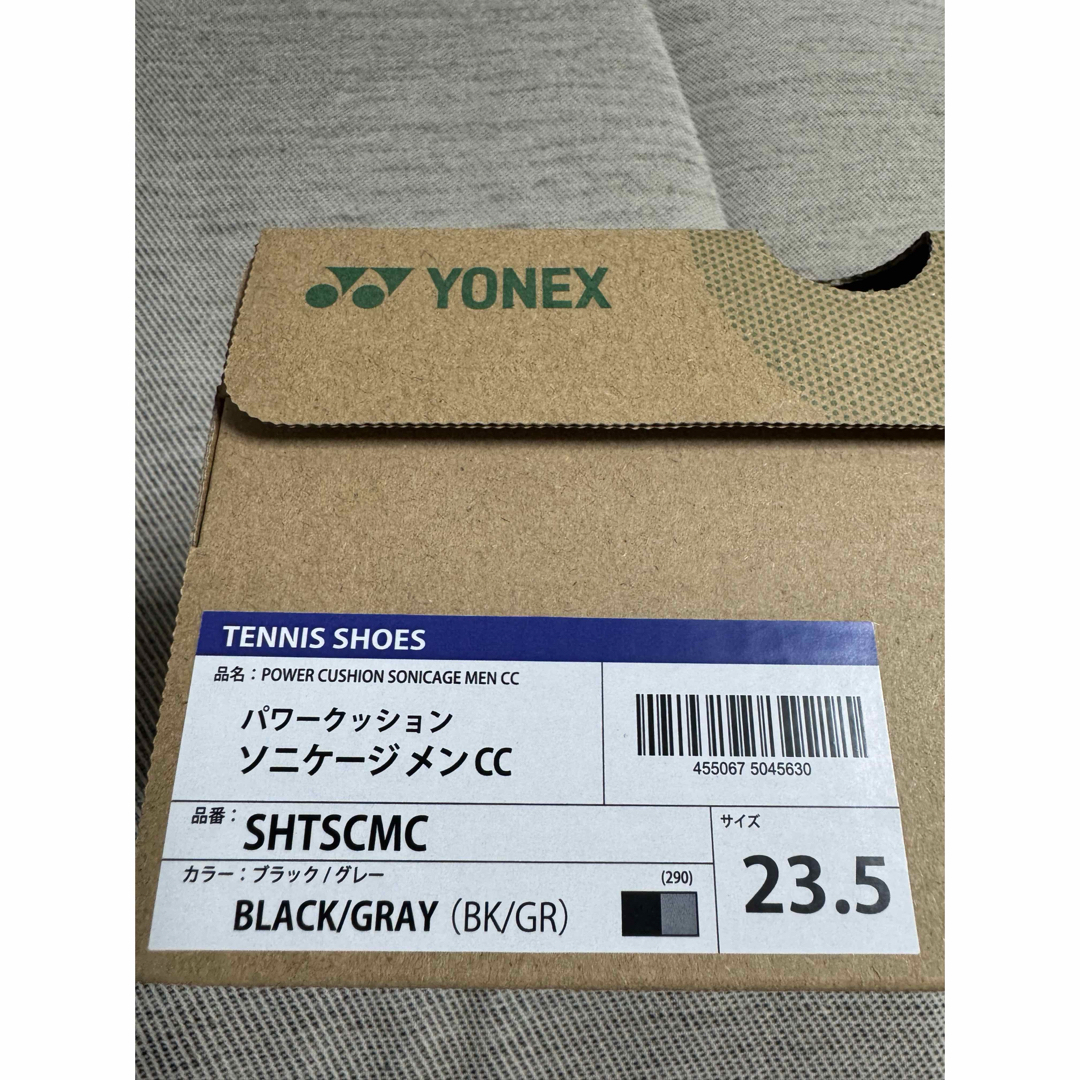 YONEX
TENNIS SHOES
品名：POWER CUSHION SONICAGE MEN CC
パワークッション
ソニケージ メン CC
455067 5045630
品番：SHTSCMC
サイズ
23.5
カラー：ブラック / グレー
(290)
BLACK/GRAY（BK/GR）